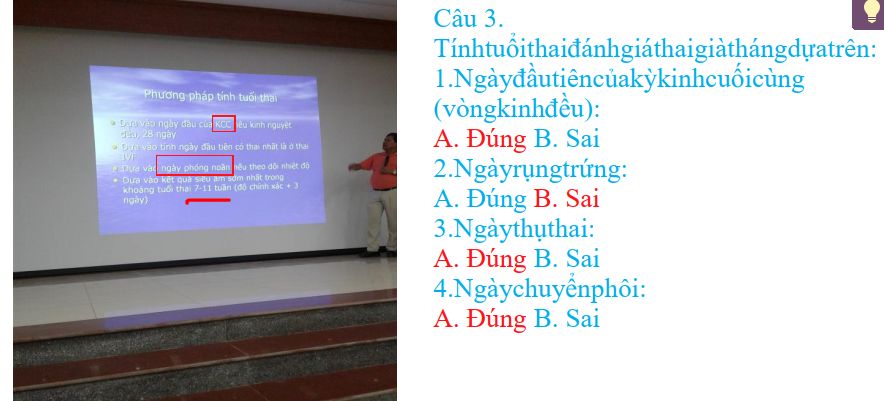 Phương pháp tính tuổi thai
Dựa vào ngày đầu của KCC nếu kinh nguyệt
đều, 28 ngày
Dựa vào tính ngày đầu tiên có thai nhất là ở thai
IVF
Dựa vào ngày phóng noãn nếu theo dõi nhiệt độ
Dựa vào kết quả siêu âm sớm nhất trong
khoảng tuổi thai 7-11 tuần (độ chính xác + 3
ngày)
Câu 3.
Tínhtuổithaiđánhgiáthaigiàthángdựatrên:
1.Ngàyđầutiêncủakỳkinhcuốicùng
(vòngkinhđều):
A. Đúng B. Sai
2.Ngàyrụngtrứng:
A. Đúng B. Sai
3.Ngàythụthai:
A. Đúng B. Sai
4.Ngàychuyểnphôi:
A. Đúng B. Sai